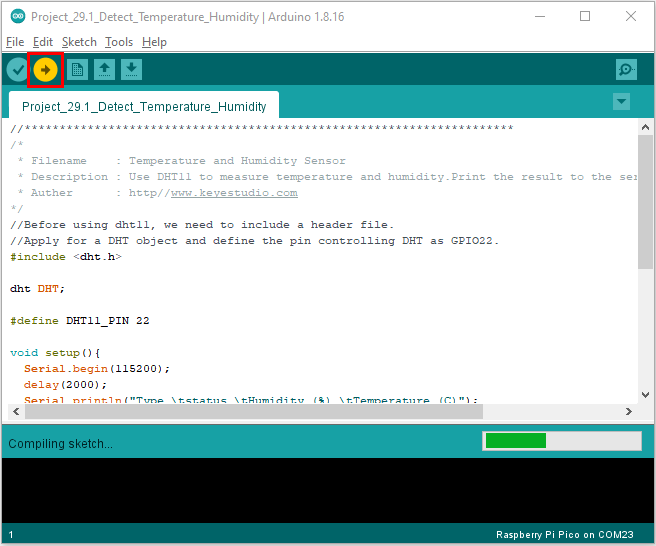 Project_29.1_Detect_Temperature_Humidity | Arduino 1.8.16
File Edit Sketch Tools Help
Project_29.1_Detect_Temperature_Humidity
//**********************************************************************
/*
 * Filename    : Temperature and Humidity Sensor
 * Description : Use DHT11 to measure temperature and humidity.Print the result to the ser
 * Auther      : http//www.keyestudio.com
*/
//Before using dht11, we need to include a header file.
//Apply for a DHT object and define the pin controlling DHT as GPIO22.
#include <dht.h>
dht DHT;
#define DHT11_PIN 22
void setup(){
  Serial.begin(115200);
  delay(2000);
  Serial.println("Type,\tstatus,\tHumidity (%),\tTemperature (C)");
Compiling sketch...
1
Raspberry Pi Pico on COM23